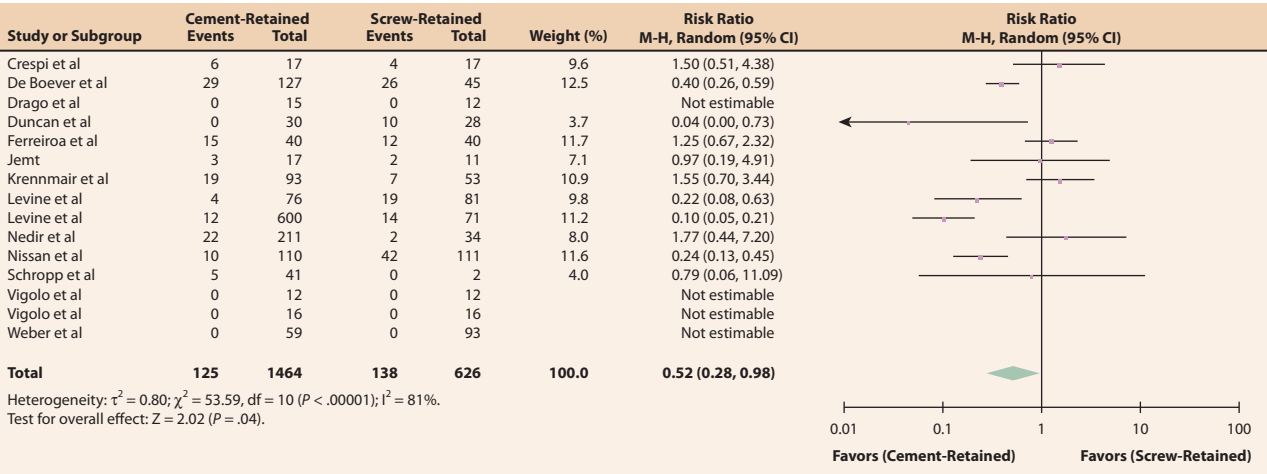 Cement-Retained Screw-Retained Risk Ratio Risk Ratio
Study or Subgroup Events Total Events Total Weight (%) M-H, Random (95% CI) M-H, Random (95% CI)
Crespi et al 6 17 4 17 9.6 1.50 (0.51, 4.38)
De Boever et al 29 127 26 45 12.5 0.40 (0.26, 0.59)
Drago et al 0 15 0 12 Not estimable
Duncan et al 0 30 10 28 3.7 0.04 (0.00, 0.73)
Ferreiroa et al 15 40 12 40 11.7 1.25 (0.67, 2.32)
Jemt 3 17 2 11 7.1 0.97 (0.19, 4.91)
Krennmair et al 19 93 7 53 10.9 1.55 (0.70, 3.44)
Levine et al 4 76 19 81 9.8 0.22 (0.08, 0.63)
Levine et al 12 600 14 71 11.2 0.10 (0.05, 0.21)
Nedir et al 22 211 2 34 8.0 1.77 (0.44, 7.20)
Nissan et al 10 110 42 111 11.6 0.24 (0.13, 0.45)
Schropp et al 5 41 0 2 4.0 0.79 (0.06, 11.09)
Vigolo et al 0 12 0 12 Not estimable
Vigolo et al 0 16 0 16 Not estimable
Weber et al 0 59 0 93 Not estimable
Total 125 1464 138 626 100.0 0.52 (0.28, 0.98)
Heterogeneity: τ² = 0.80; χ² = 53.59, df = 10 (P < .00001); I² = 81%.
Test for overall effect: Z = 2.02 (P = .04).
0.01 0.1 1 10 100
Favors (Cement-Retained) Favors (Screw-Retained)